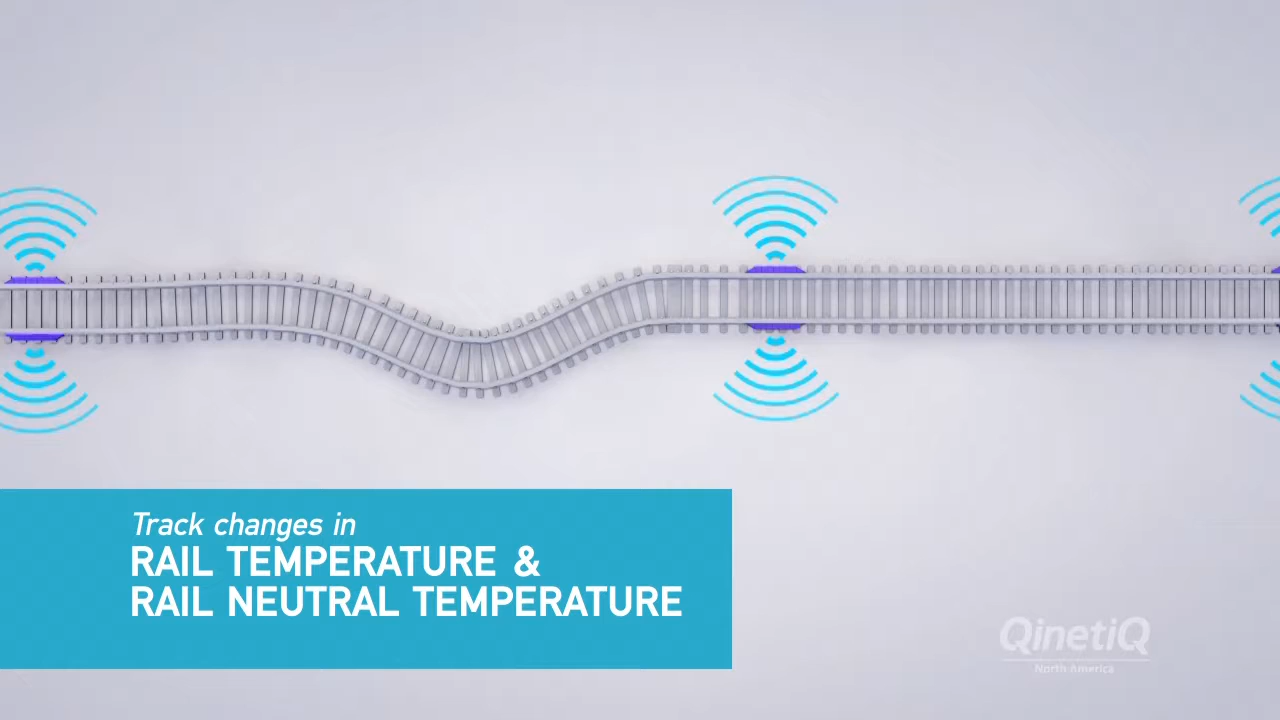 Track changes in
RAIL TEMPERATURE &
RAIL NEUTRAL TEMPERATURE
QinetiQ
North America